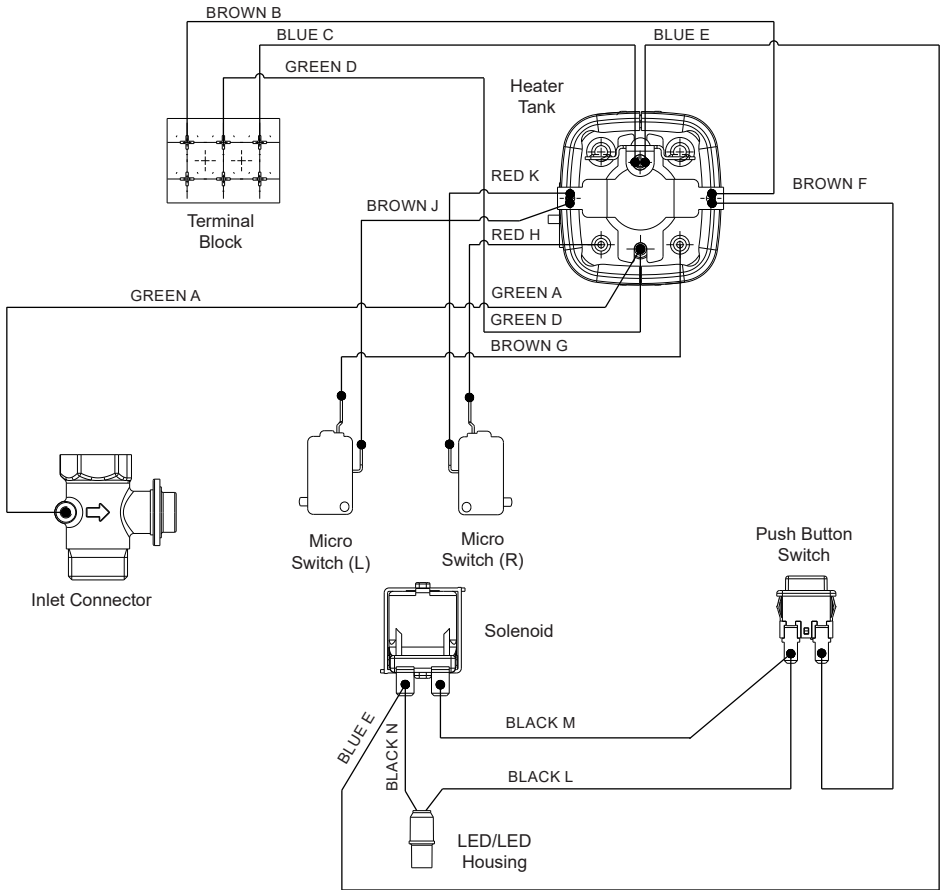 BROWN B
BLUE C
BLUE E
GREEN D
Heater
Tank
RED K
BROWN F
BROWN J
Terminal
Block
RED H
GREEN A
GREEN A
GREEN D
BROWN G
Micro
Switch (L)
Micro
Switch (R)
Push Button
Switch
Inlet Connector
Solenoid
BLUE E
BLACK N
BLACK M
BLACK L
LED/LED
Housing